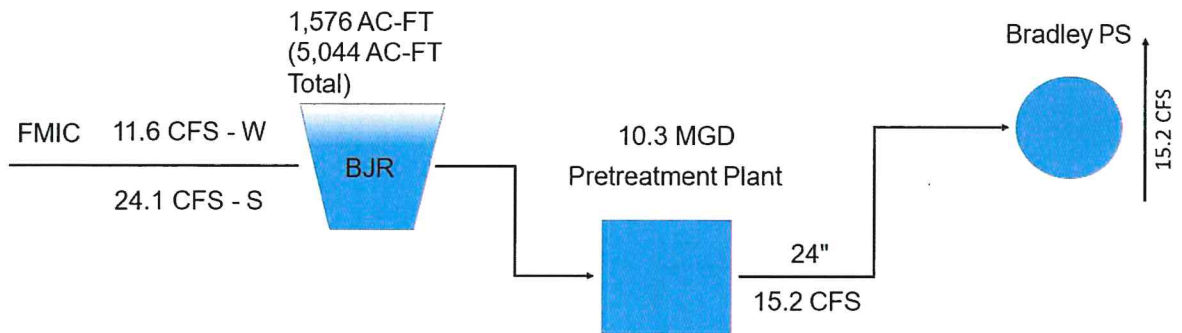 1,576 AC-FT
(5,044 AC-FT
Total)
Bradley PS
FMIC 11.6 CFS - W
24.1 CFS - S
BJR
10.3 MGD
Pretreatment Plant
15.2 CFS
24"
15.2 CFS